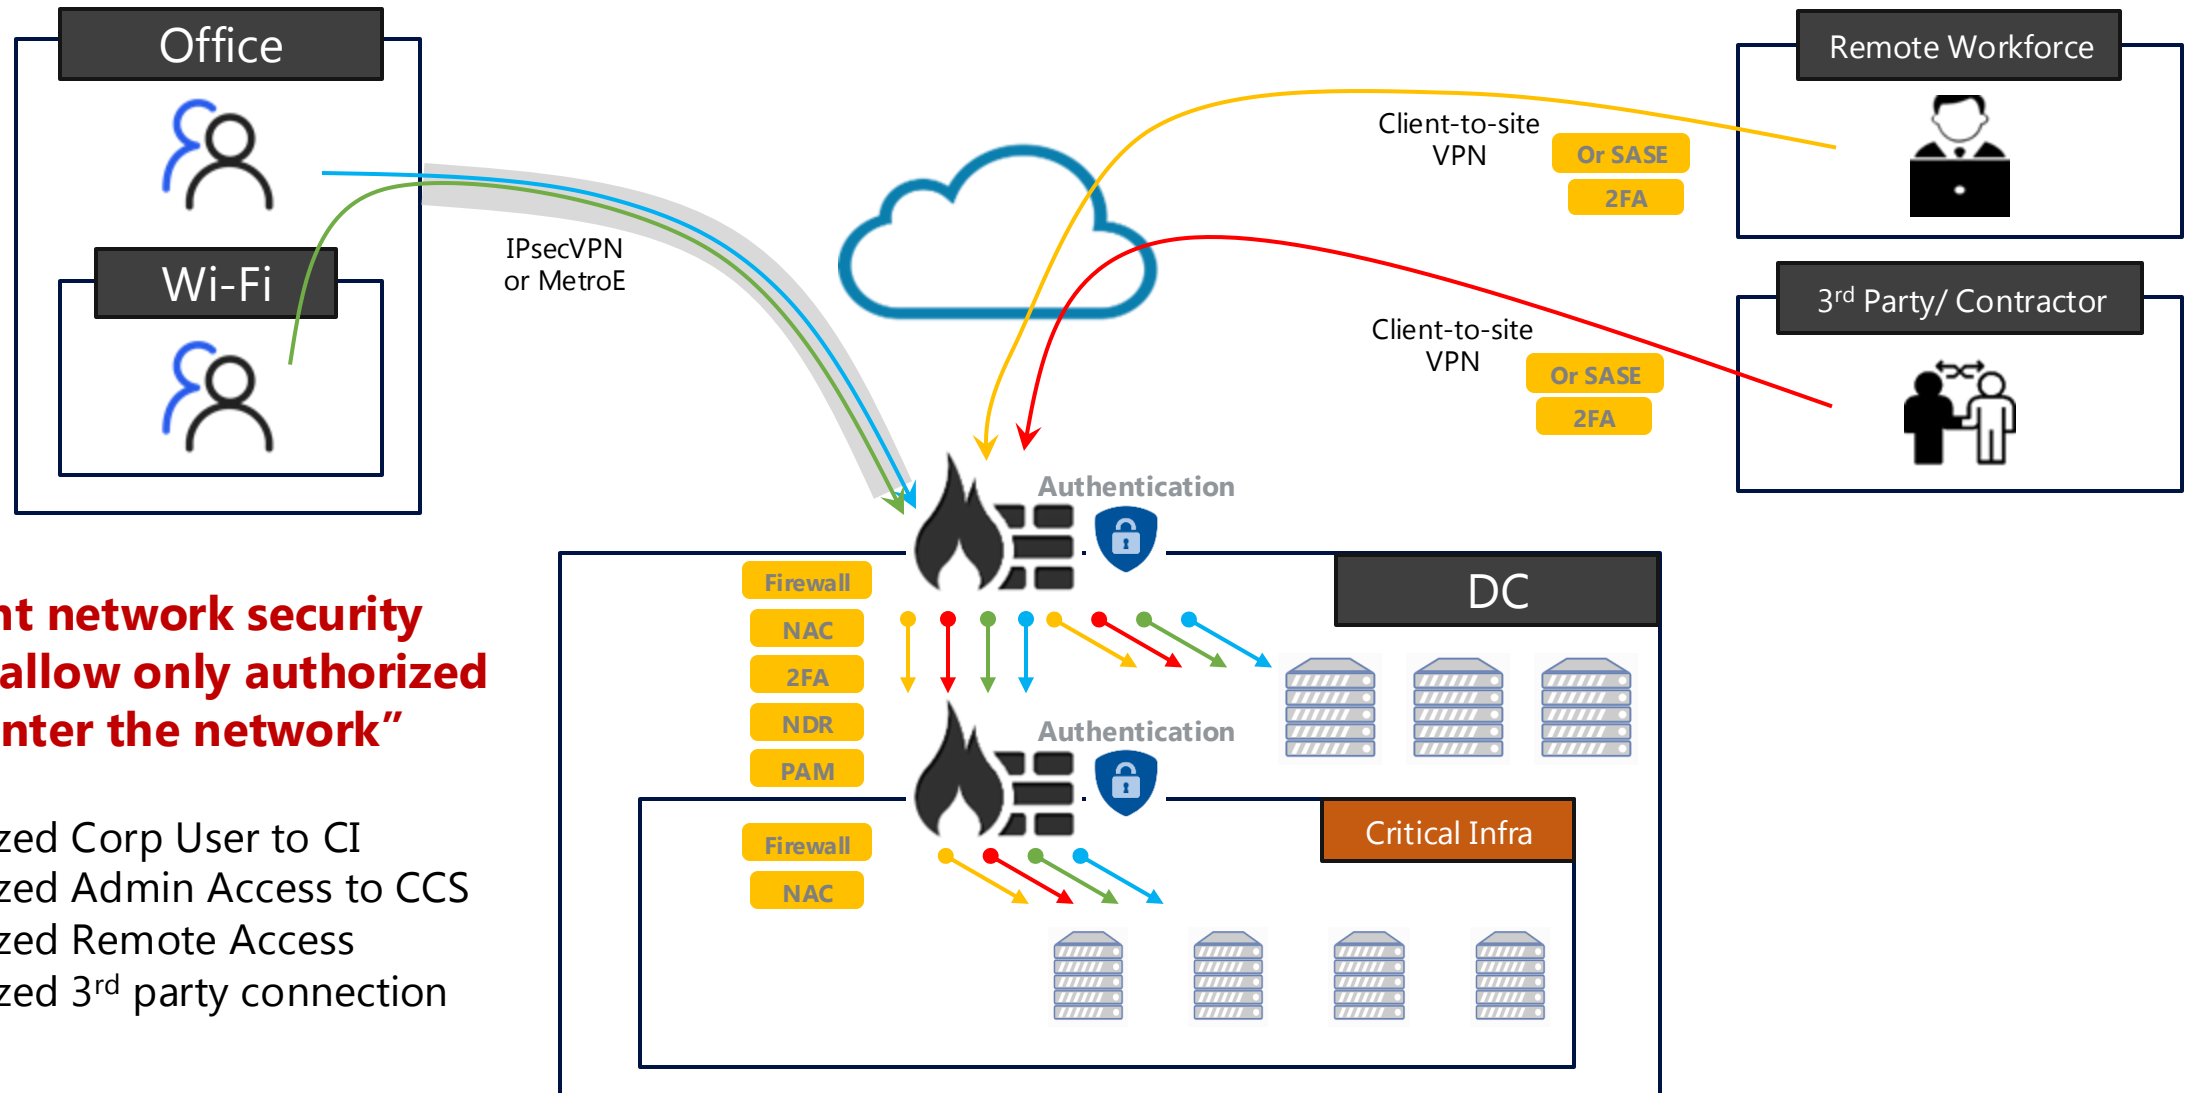 Office
Wi-Fi
IPsecVPN
or MetroE
Client-to-site
VPN
Or SASE
2FA
Remote Workforce
Client-to-site
VPN
Or SASE
2FA
3rd Party/ Contractor
Authentication
DC
Firewall
NAC
2FA
NDR
PAM
Authentication
Critical Infra
Firewall
NAC
nt network security
allow only authorized
nter the network”
zed Corp User to CI
zed Admin Access to CCS
zed Remote Access
zed 3rd party connection